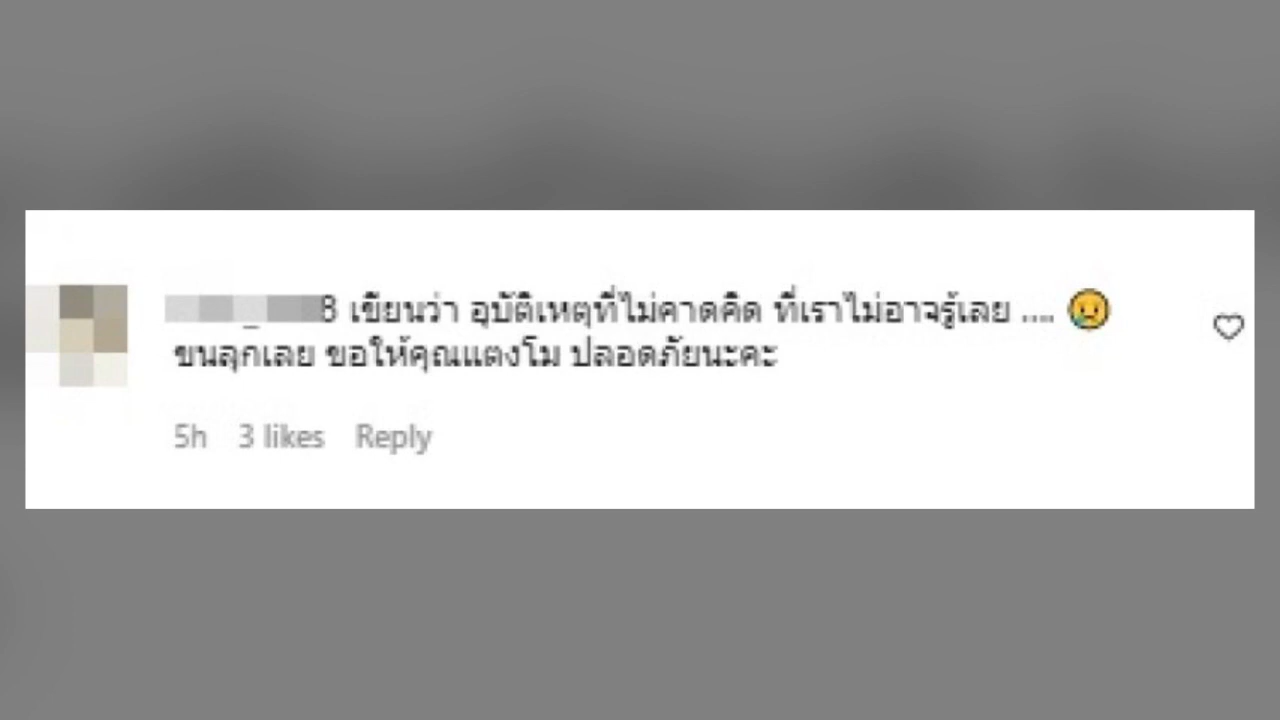 8 เขียนว่า อุบัติเหตุที่ไม่คาดคิด ที่เราไม่อาจรู้เลย .... 😢
ขนลุกเลย ขอให้คุณแตงโม ปลอดภัยนะคะ
5h 3 likes Reply